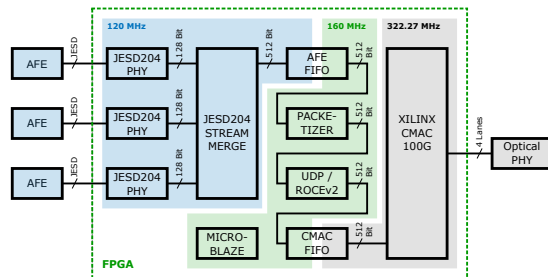 120 MHz
160 MHz
322.27 MHz
AFE
JESD
JESD204
PHY
128 Bit
512
Bit
AFE
FIFO
512
Bit
AFE
JESD
JESD204
PHY
128 Bit
JESD204
STREAM
MERGE
PACKE-
TIZER
512
Bit
XILINX
CMAC
100G
4 Lanes
Optical
PHY
AFE
JESD
JESD204
PHY
128 Bit
UDP /
ROCEv2
512
Bit
MICRO-
BLAZE
CMAC
FIFO
512
Bit
FPGA